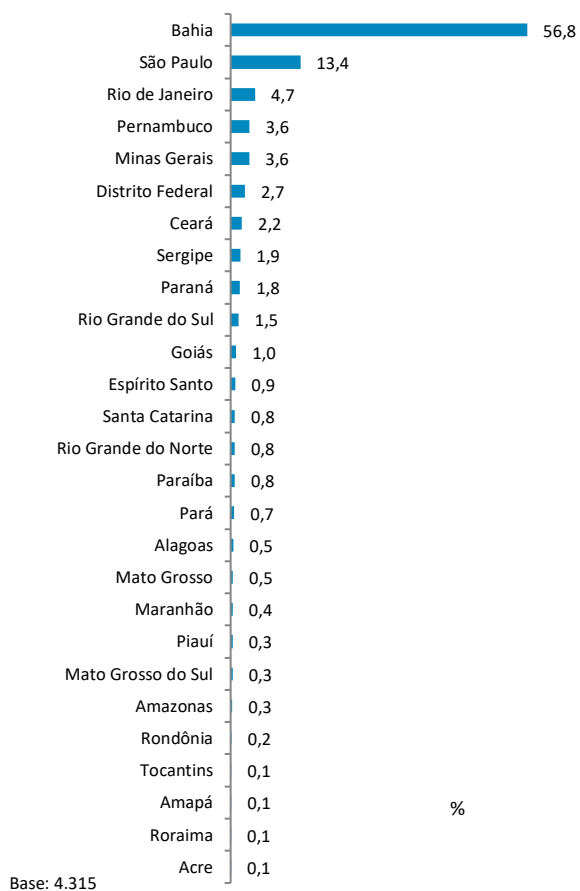 Bahia 56,8
São Paulo 13,4
Rio de Janeiro 4,7
Pernambuco 3,6
Minas Gerais 3,6
Distrito Federal 2,7
Ceará 2,2
Sergipe 1,9
Paraná 1,8
Rio Grande do Sul 1,5
Goiás 1,0
Espírito Santo 0,9
Santa Catarina 0,8
Rio Grande do Norte 0,8
Paraíba 0,8
Pará 0,7
Alagoas 0,5
Mato Grosso 0,5
Maranhão 0,4
Piauí 0,3
Mato Grosso do Sul 0,3
Amazonas 0,3
Rondônia 0,2
Tocantins 0,1
Amapá 0,1
%
Roraima 0,1
Acre 0,1
Base: 4.315